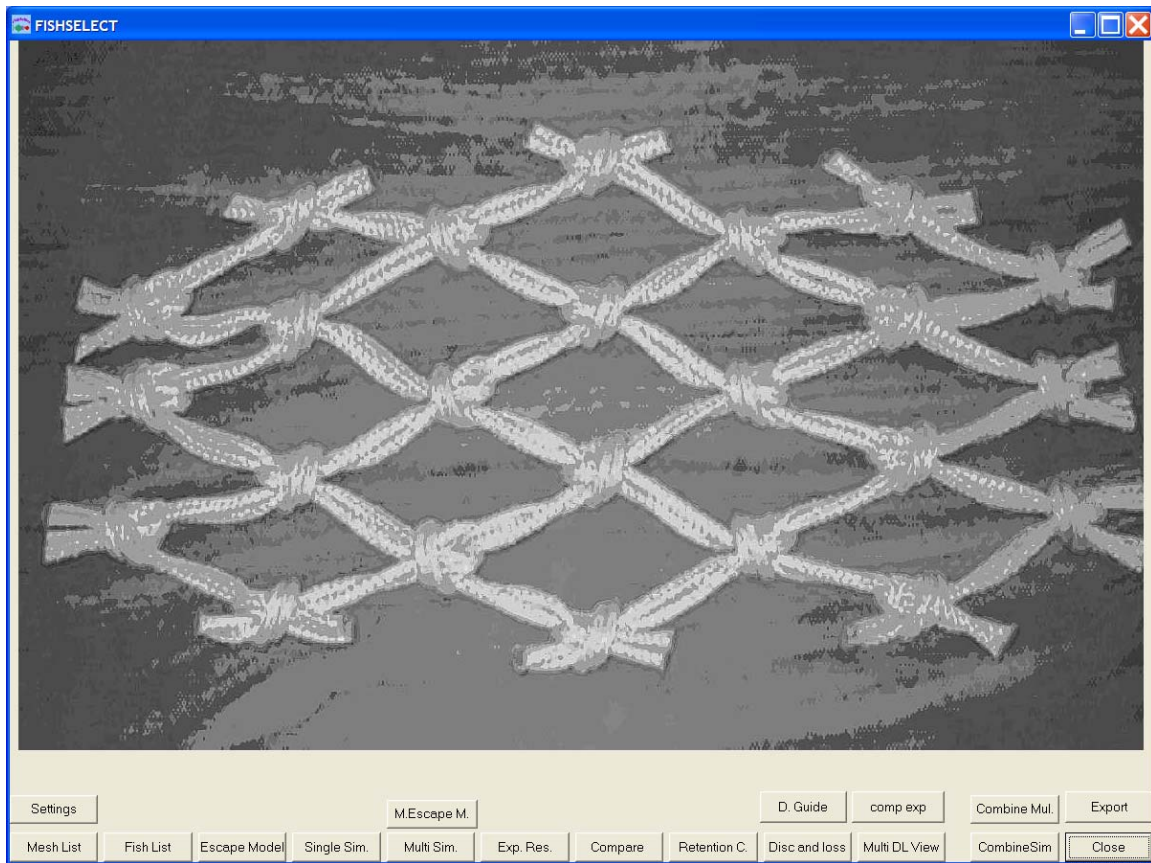 FISHSELECT
Settings
M.Escape M.
D. Guide
comp exp
Combine Mul.
Export
Mesh List
Fish List
Escape Model
Single Sim.
Multi Sim.
Exp. Res.
Compare
Retention C.
Disc and loss
Multi DL View
CombineSim
Close